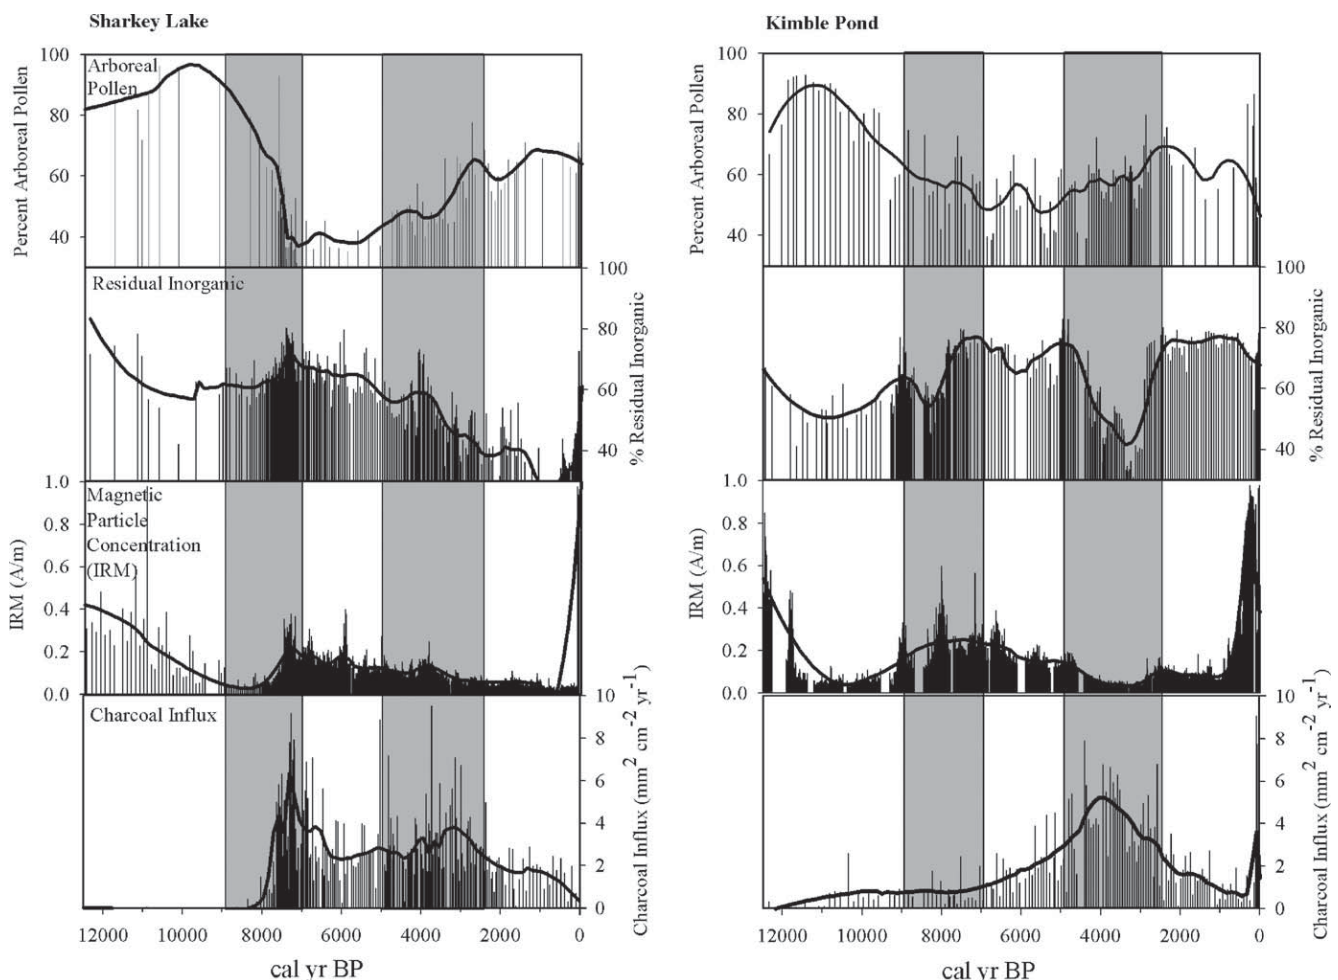 Sharkey Lake
100
80
60
40
Percent Arboreal Pollen
Arboreal
Pollen
Residual Inorganic
100
80
60
40
% Residual Inorganic
1.0
0.8
0.6
0.4
0.2
0.0
IRM (A/m)
Magnetic
Particle
Concentration
(IRM)
Charcoal Influx
10
8
6
4
2
0
Charcoal Influx (mm2 cm-2 yr-1)
12000 10000 8000 6000 4000 2000 0
cal yr BP
Kimble Pond
100
80
60
40
Percent Arboreal Pollen
100
80
60
40
% Residual Inorganic
1.0
0.8
0.6
0.4
0.2
0.0
IRM (A/m)
10
8
6
4
2
0
Charcoal Influx (mm2 cm-2 yr-1)
12000 10000 8000 6000 4000 2000 0
cal yr BP